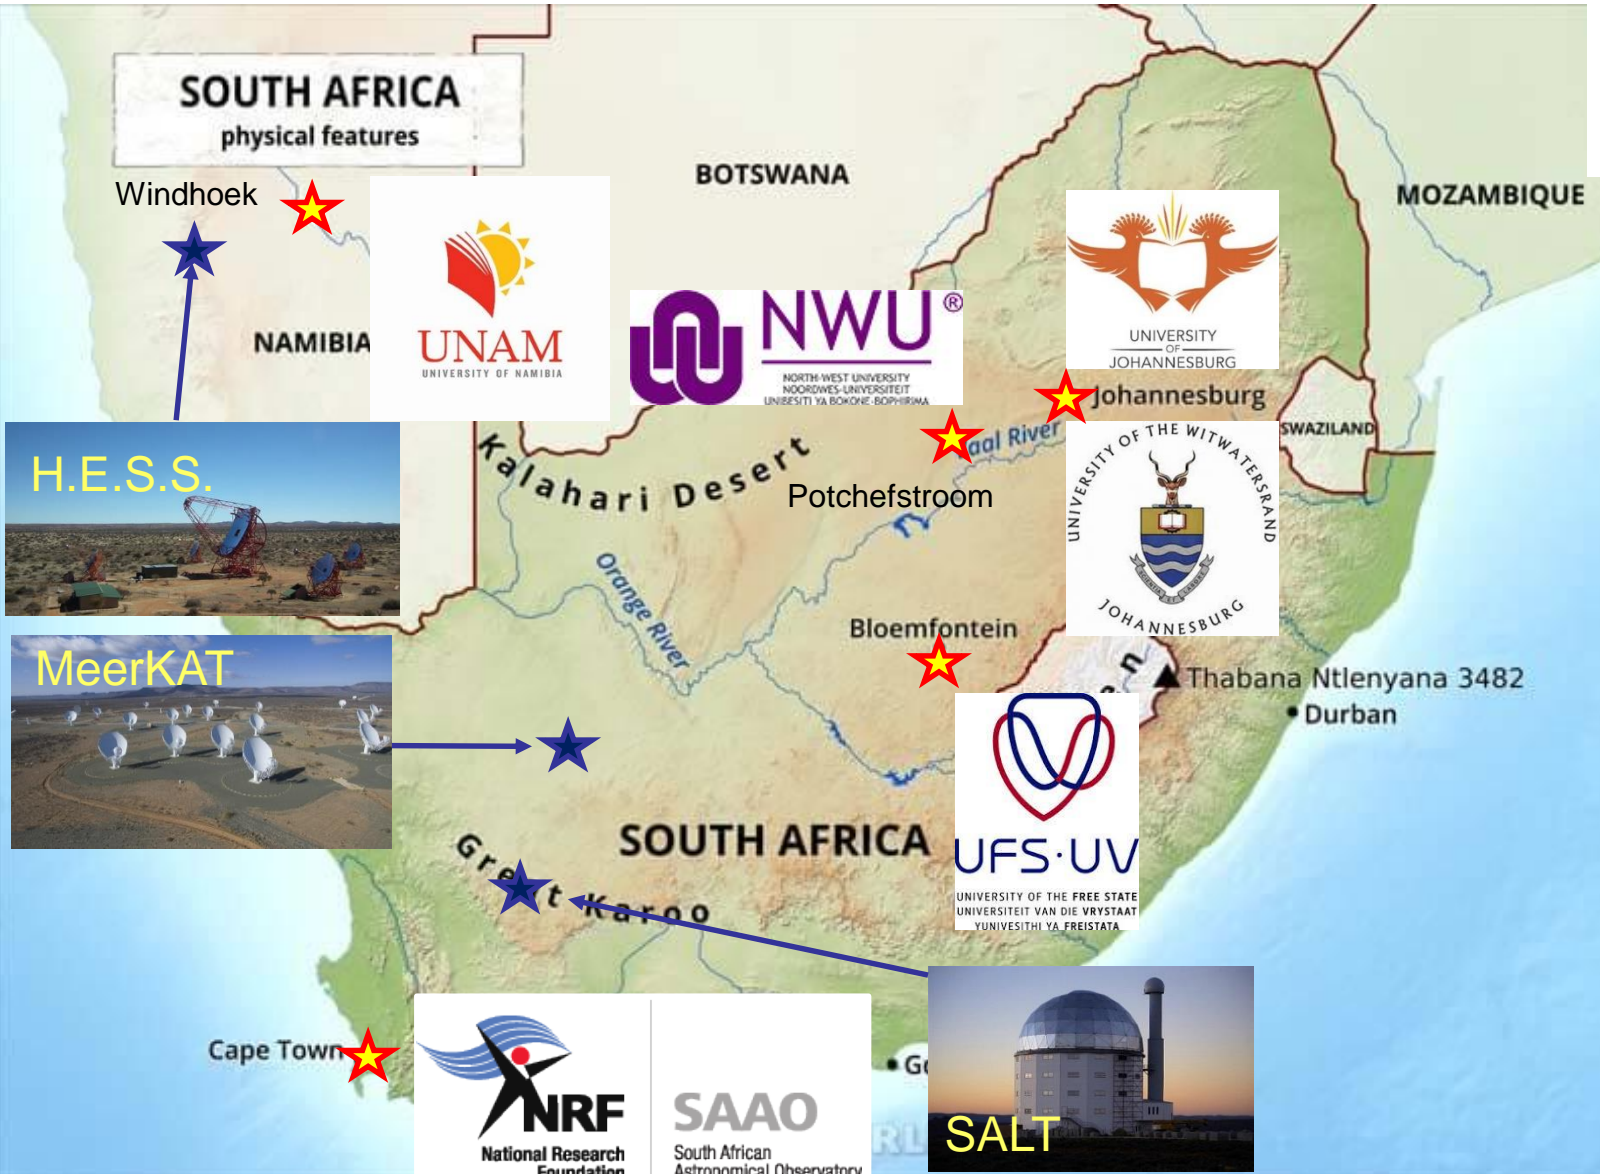 SOUTH AFRICA
physical features
Windhoek
BOTSWANA
MOZAMBIQUE
NAMIBIA
UNAM
UNIVERSITY OF NAMIBIA
NWU®
NORTH-WEST UNIVERSITY
NOORDWES-UNIVERSITEIT
UNIBESITI YA BOKONE-BOPHIRIMA
UNIVERSITY
OF
JOHANNESBURG
Johannesburg
SWAZILAND
UNIVERSITY OF THE WITWATERSRAND
JOHANNESBURG
Kalahari Desert
aal River
Potchefstroom
H.E.S.S.
Orange River
Bloemfontein
MeerKAT
Thabana Ntlenyana 3482
Durban
SOUTH AFRICA
Great Karoo
UFS·UV
UNIVERSITY OF THE FREE STATE
UNIVERSITEIT VAN DIE VRYSTAAT
YUNIVESITHI YA FREISTATA
Cape Town
NRF
National Research
Foundation
SAAO
South African
Astronomical Observatory
SALT